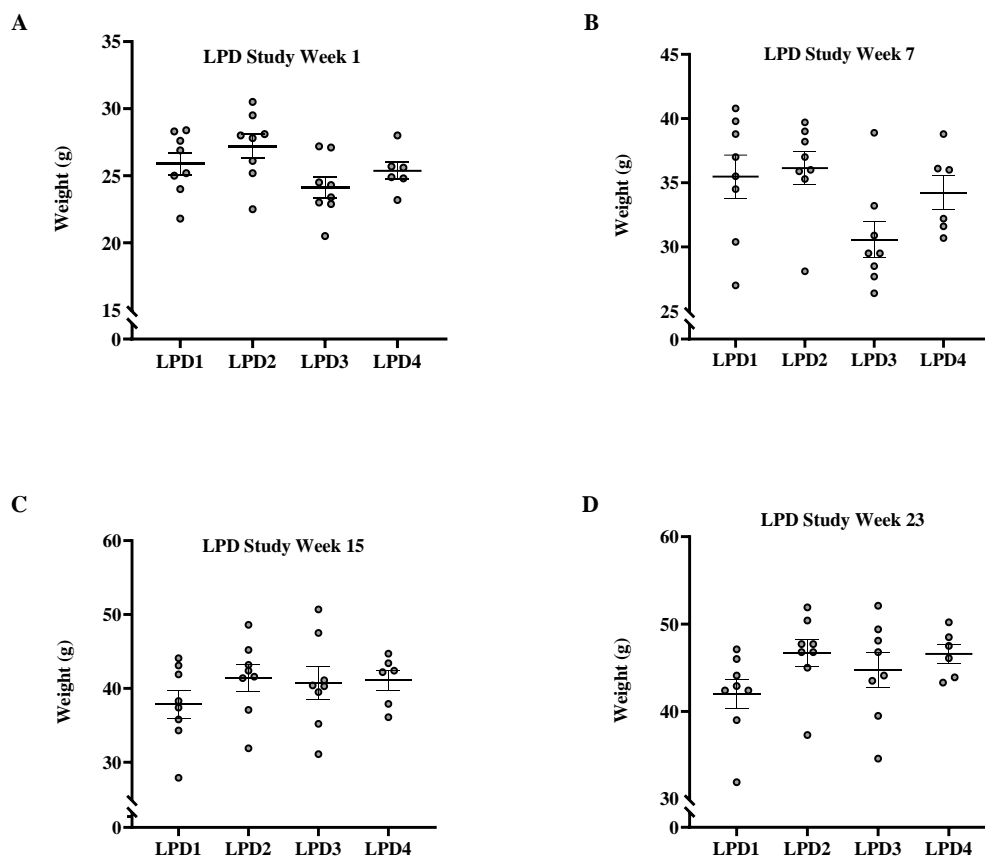 A
LPD Study Week 1
Weight (g)
35
30
25
20
15
0
LPD1 LPD2 LPD3 LPD4
B
LPD Study Week 7
Weight (g)
45
40
35
30
25
0
LPD1 LPD2 LPD3 LPD4
C
LPD Study Week 15
Weight (g)
60
50
40
30
0
LPD1 LPD2 LPD3 LPD4
D
LPD Study Week 23
Weight (g)
60
50
40
30
0
LPD1 LPD2 LPD3 LPD4